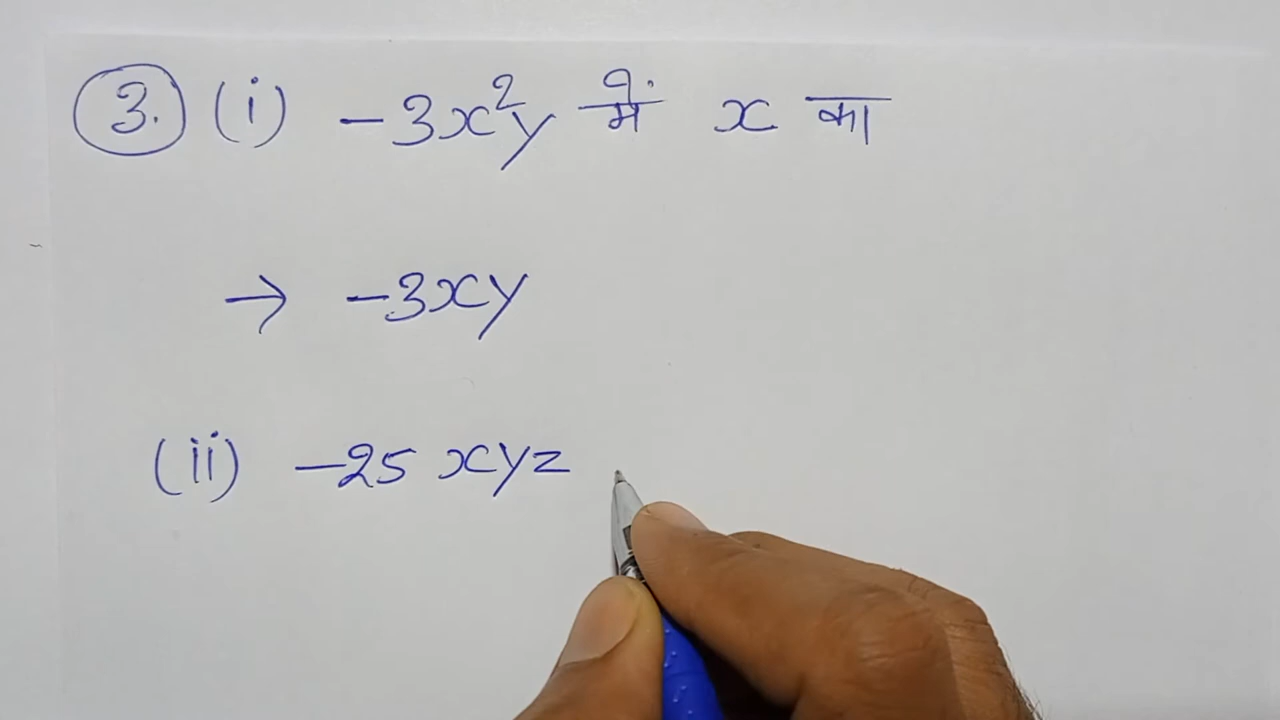 3. (i) -3x²y में x का
→ -3xy
(ii) -25 xyz